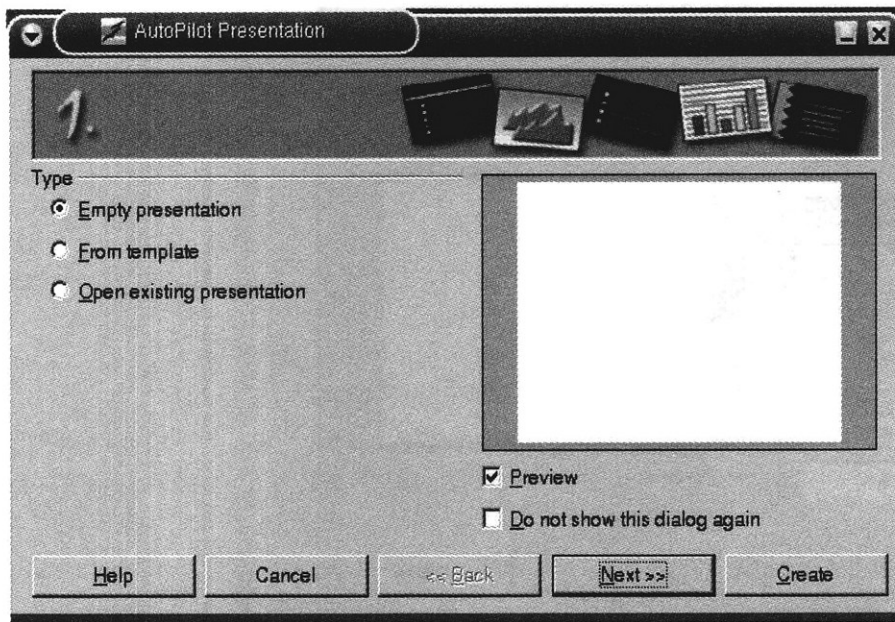 AutoPilot Presentation
1.
Type
Empty presentation
From template
Open existing presentation
Preview
Do not show this dialog again
Help
Cancel
<< Back
Next >>
Create